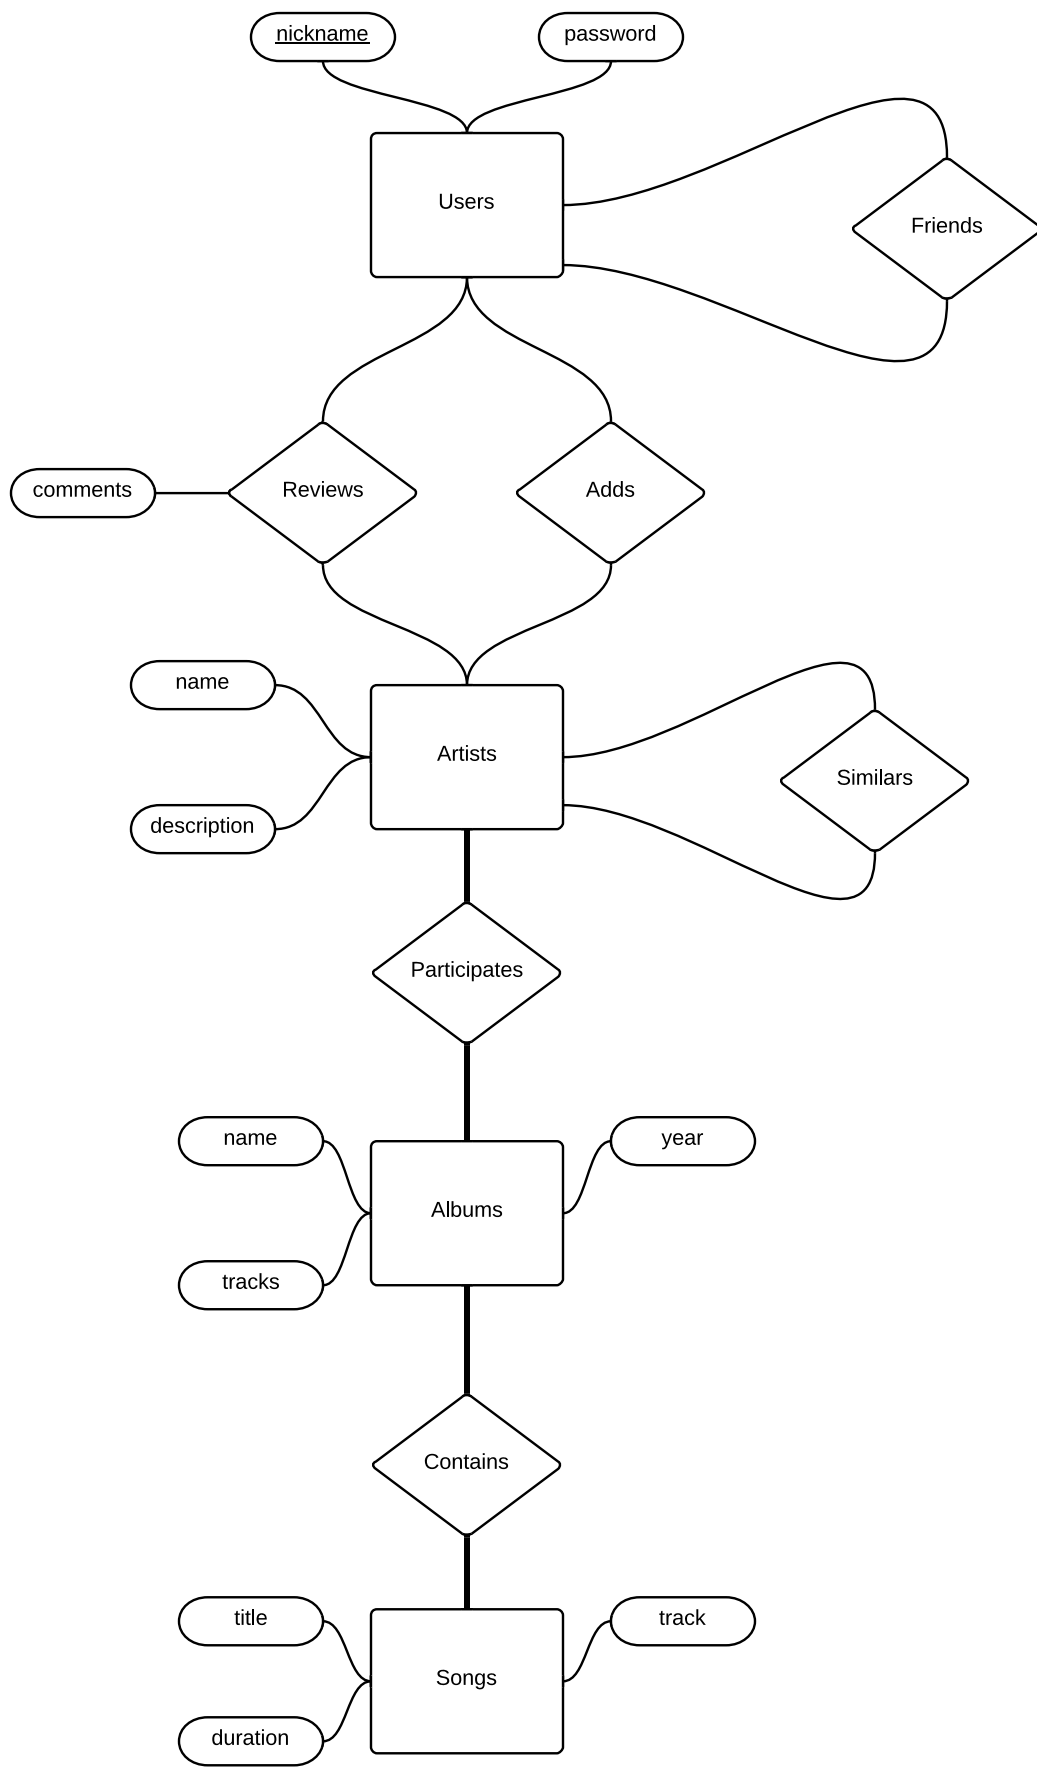 nickname
password
Users
Friends
comments
Reviews
Adds
name
Artists
description
Similars
Participates
name
year
Albums
tracks
Contains
title
track
Songs
duration